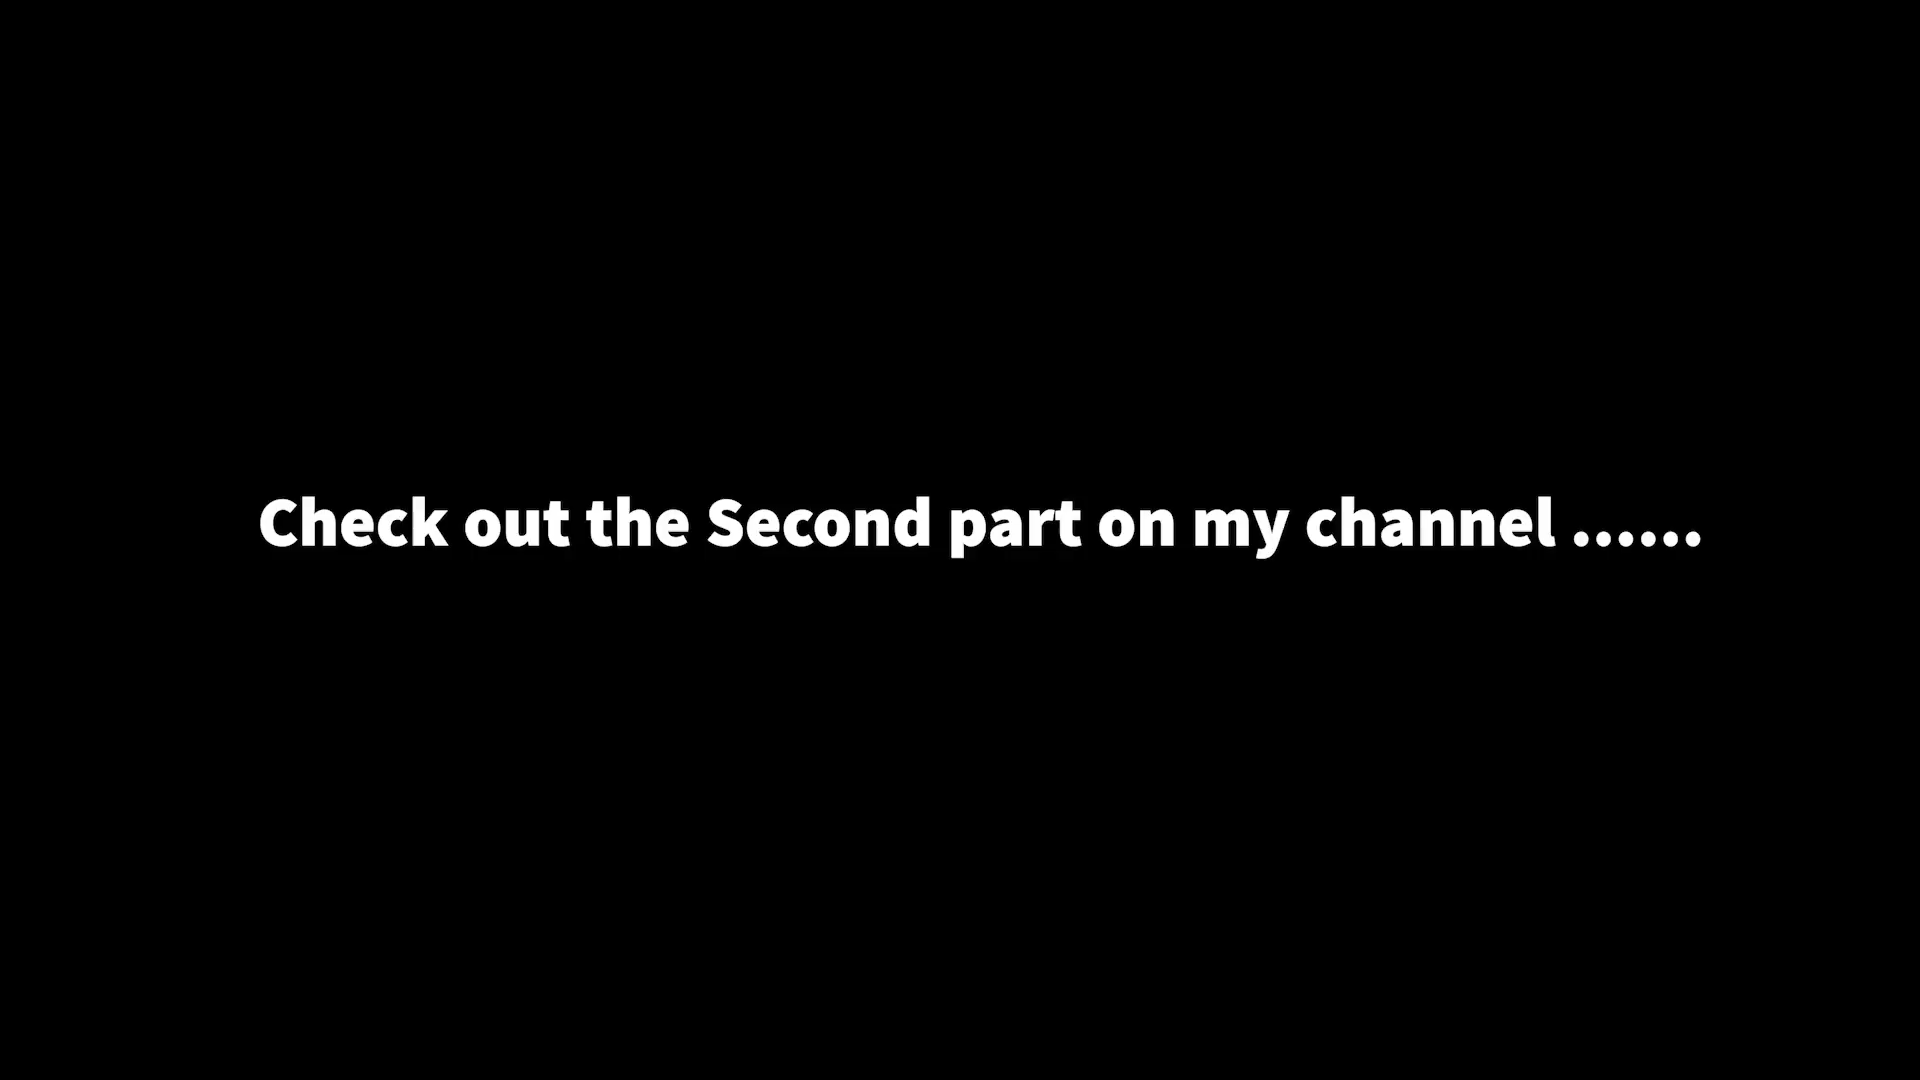 Check out the Second part on my channel ......